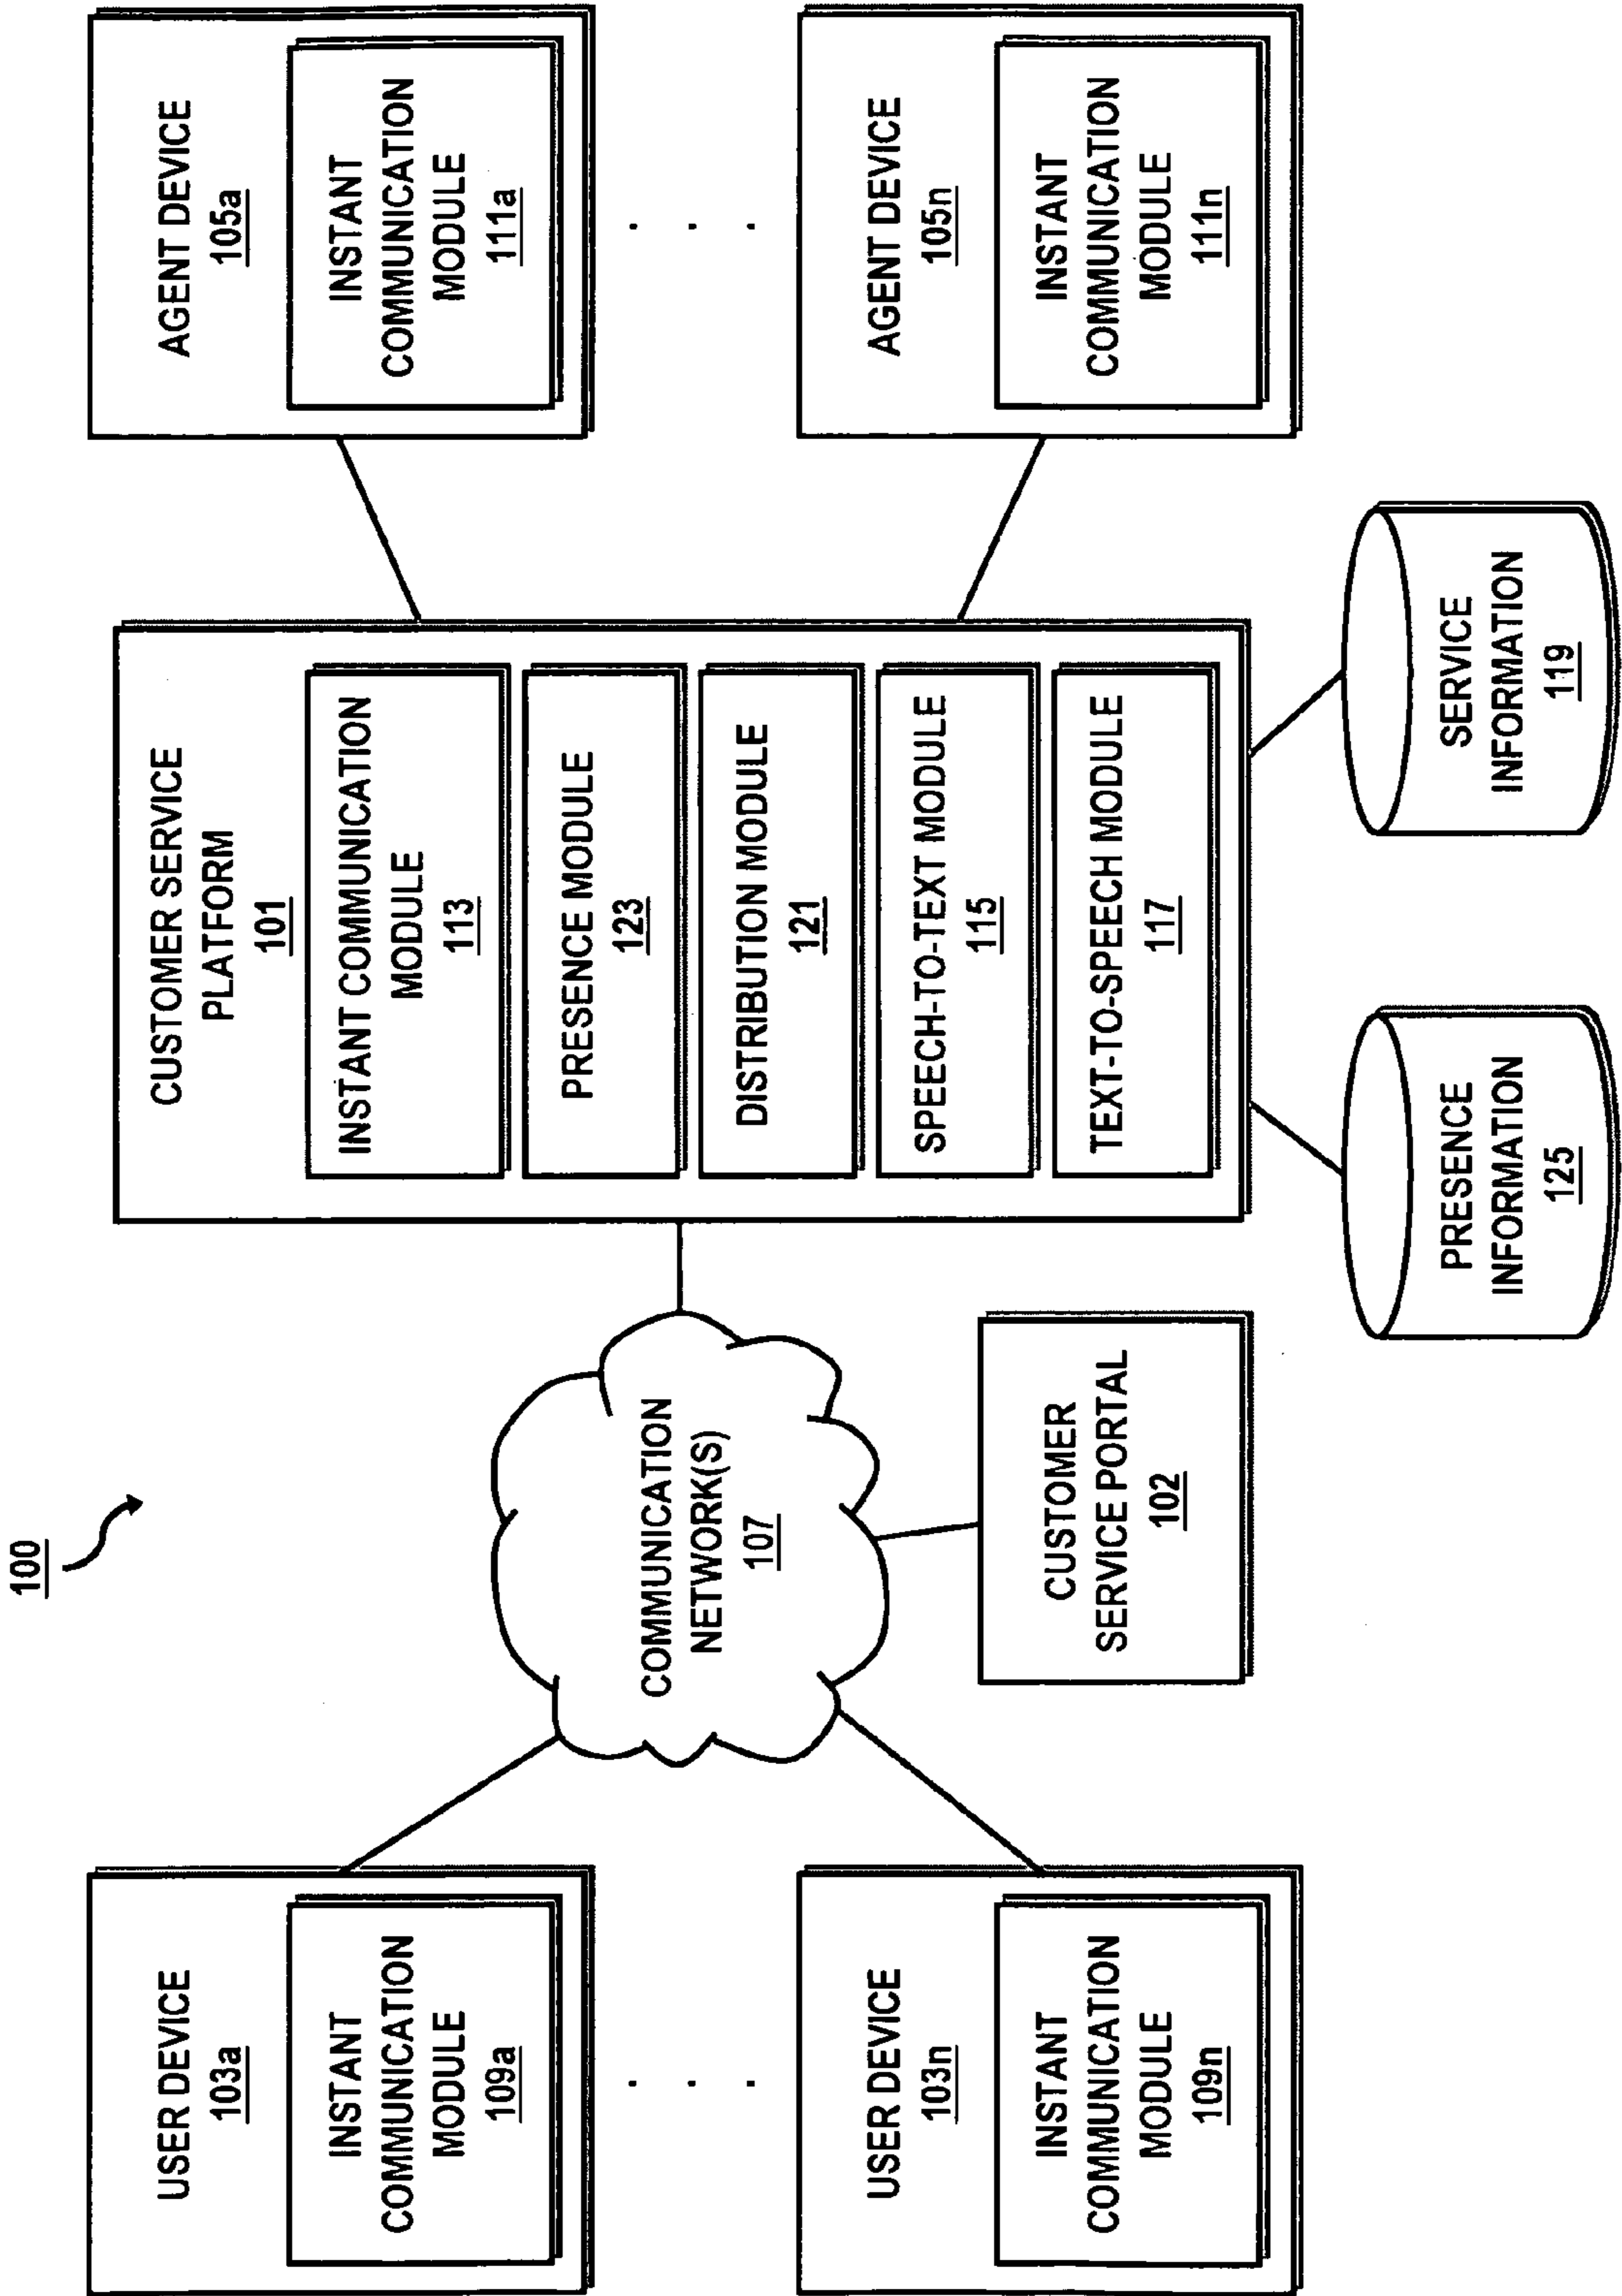 100
USER DEVICE
103a
INSTANT
COMMUNICATION
MODULE
109a
. . .
USER DEVICE
103n
INSTANT
COMMUNICATION
MODULE
109n
COMMUNICATION
NETWORK(S)
107
CUSTOMER
SERVICE PORTAL
102
CUSTOMER SERVICE
PLATFORM
101
INSTANT COMMUNICATION
MODULE
113
PRESENCE MODULE
123
DISTRIBUTION MODULE
121
SPEECH-TO-TEXT MODULE
115
TEXT-TO-SPEECH MODULE
117
PRESENCE
INFORMATION
125
SERVICE
INFORMATION
119
AGENT DEVICE
105a
INSTANT
COMMUNICATION
MODULE
111a
. . .
AGENT DEVICE
105n
INSTANT
COMMUNICATION
MODULE
111n